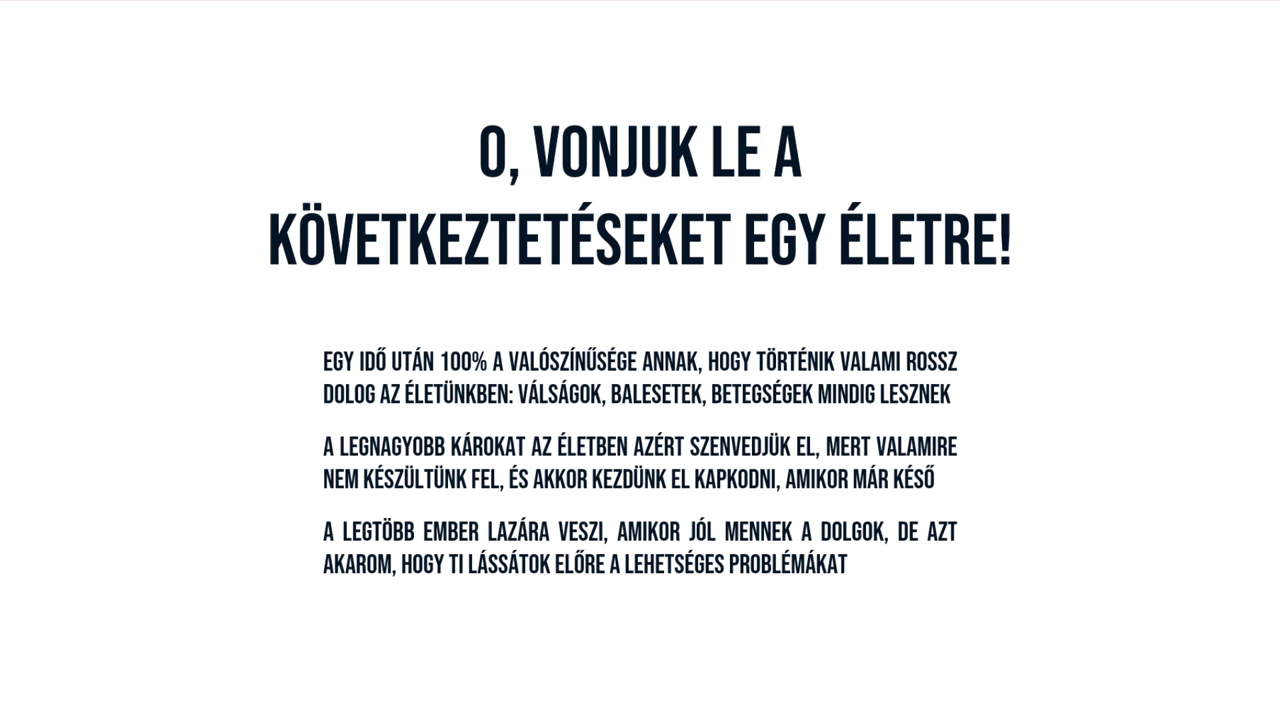 O, VONJUK LE A
KÖVETKEZTETÉSEKET EGY ÉLETRE!
EGY IDŐ UTÁN 100% A VALÓSZÍNŰSÉGE ANNAK, HOGY TÖRTÉNIK VALAMI ROSSZ
DOLOG AZ ÉLETÜNKBEN: VÁLSÁGOK, BALESETEK, BETEGSÉGEK MINDIG LESZNEK
A LEGNAGYOBB KÁROKAT AZ ÉLETBEN AZÉRT SZENVEDJÜK EL, MERT VALAMIRE
NEM KÉSZÜLTÜNK FEL, ÉS AKKOR KEZDÜNK EL KAPKODNI, AMIKOR MÁR KÉSŐ
A LEGTÖBB EMBER LAZÁRA VESZI, AMIKOR JÓL MENNEK A DOLGOK, DE AZT
AKAROM, HOGY TI LÁSSÁTOK ELŐRE A LEHETSÉGES PROBLÉMÁKAT